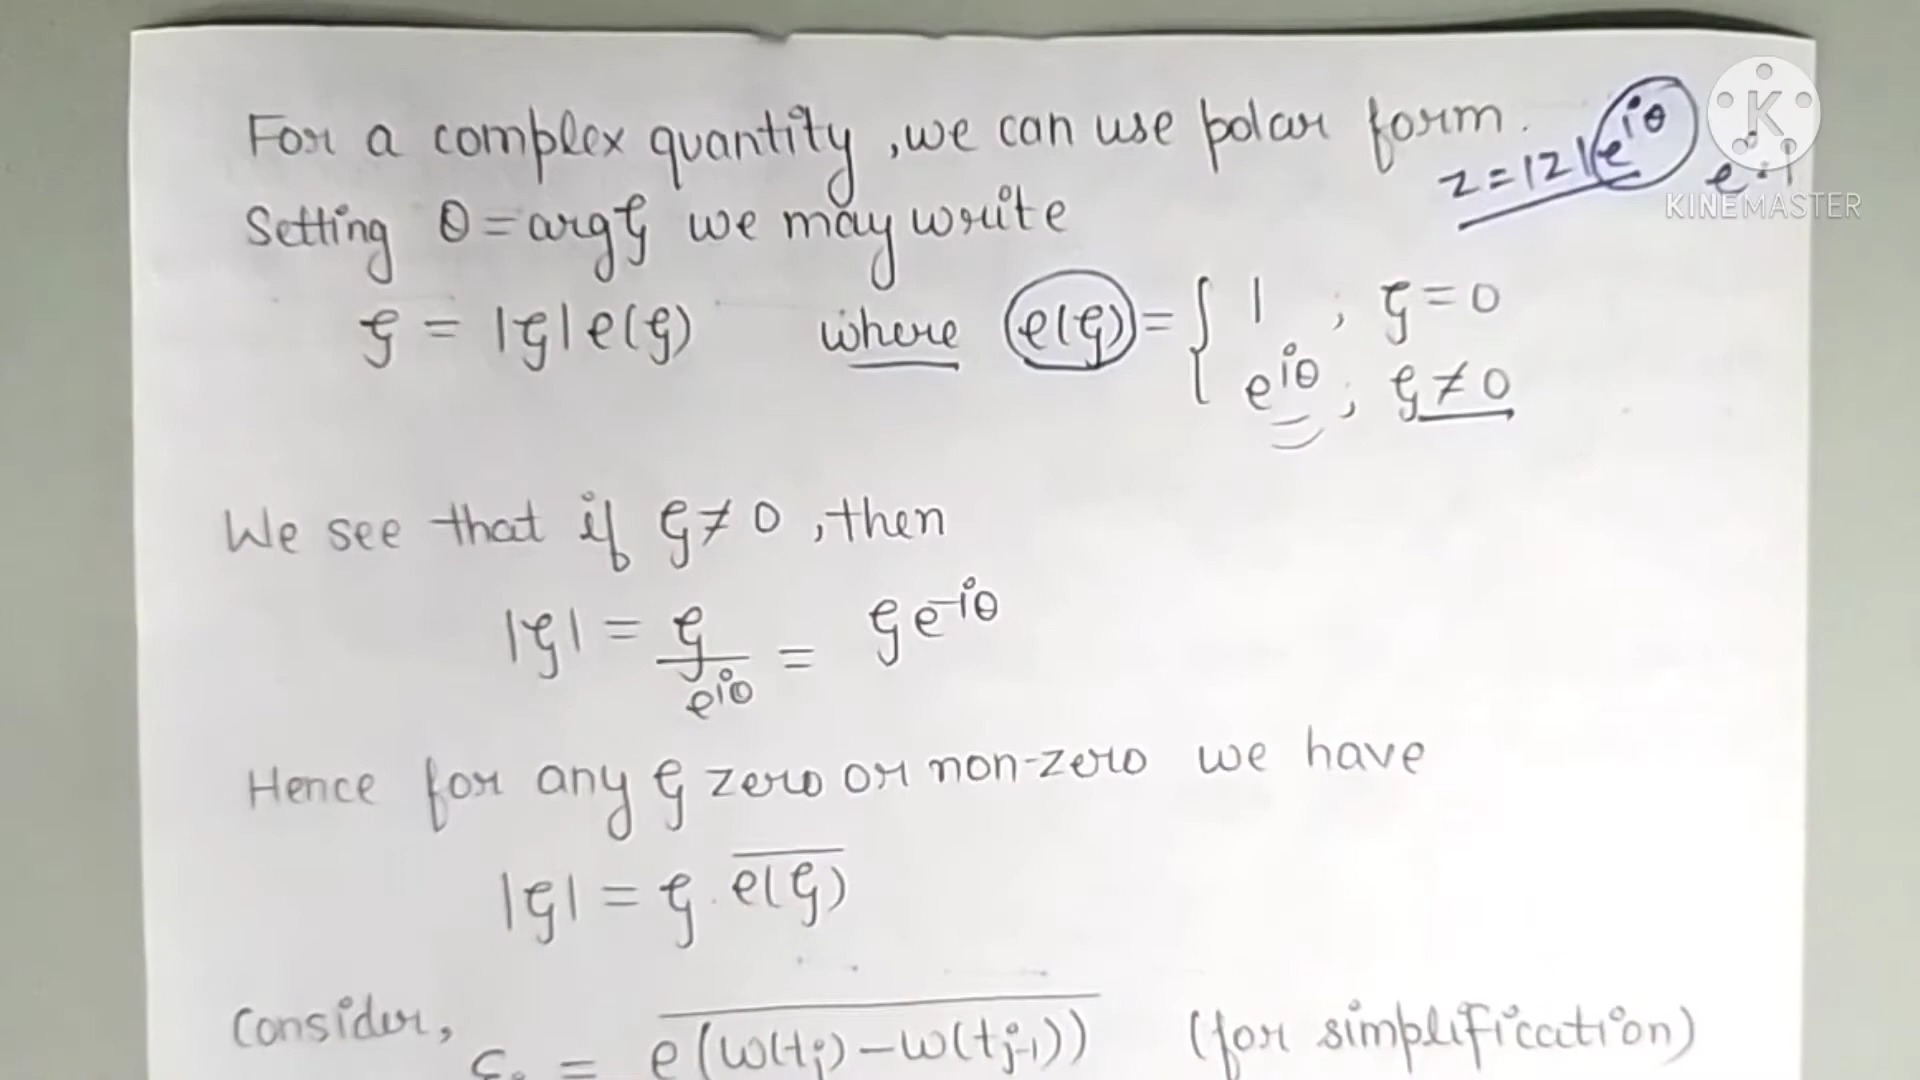 For a complex quantity, we can use polar form.
z = |z| e^{iθ}
KINEMASTER
Setting θ = arg ζ we may write
ζ = |ζ| e(ζ) where e(ζ) = { 1 ; ζ = 0
e^{iθ} ; ζ ≠ 0
We see that if ζ ≠ 0, then
|ζ| = ζ/e^{iθ} = ζ e^{-iθ}
Hence for any ζ zero or non-zero we have
|ζ| = ζ . \overline{e(ζ)}
Consider,
ε_j = \overline{e(w(t_j) - w(t_{j-1}))} (for simplification)